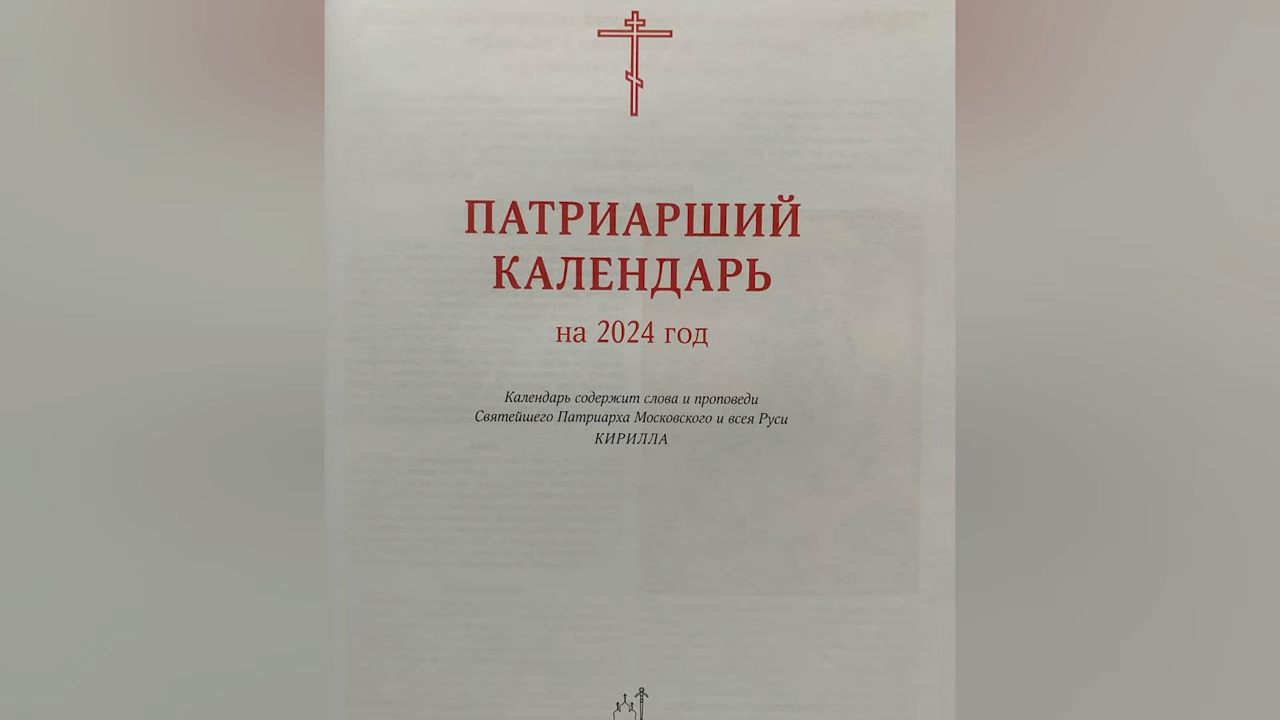 ПАТРИАРШИЙ
КАЛЕНДАРЬ
на 2024 год
Календарь содержит слова и проповеди
Святейшего Патриарха Московского и всея Руси
КИРИЛЛА